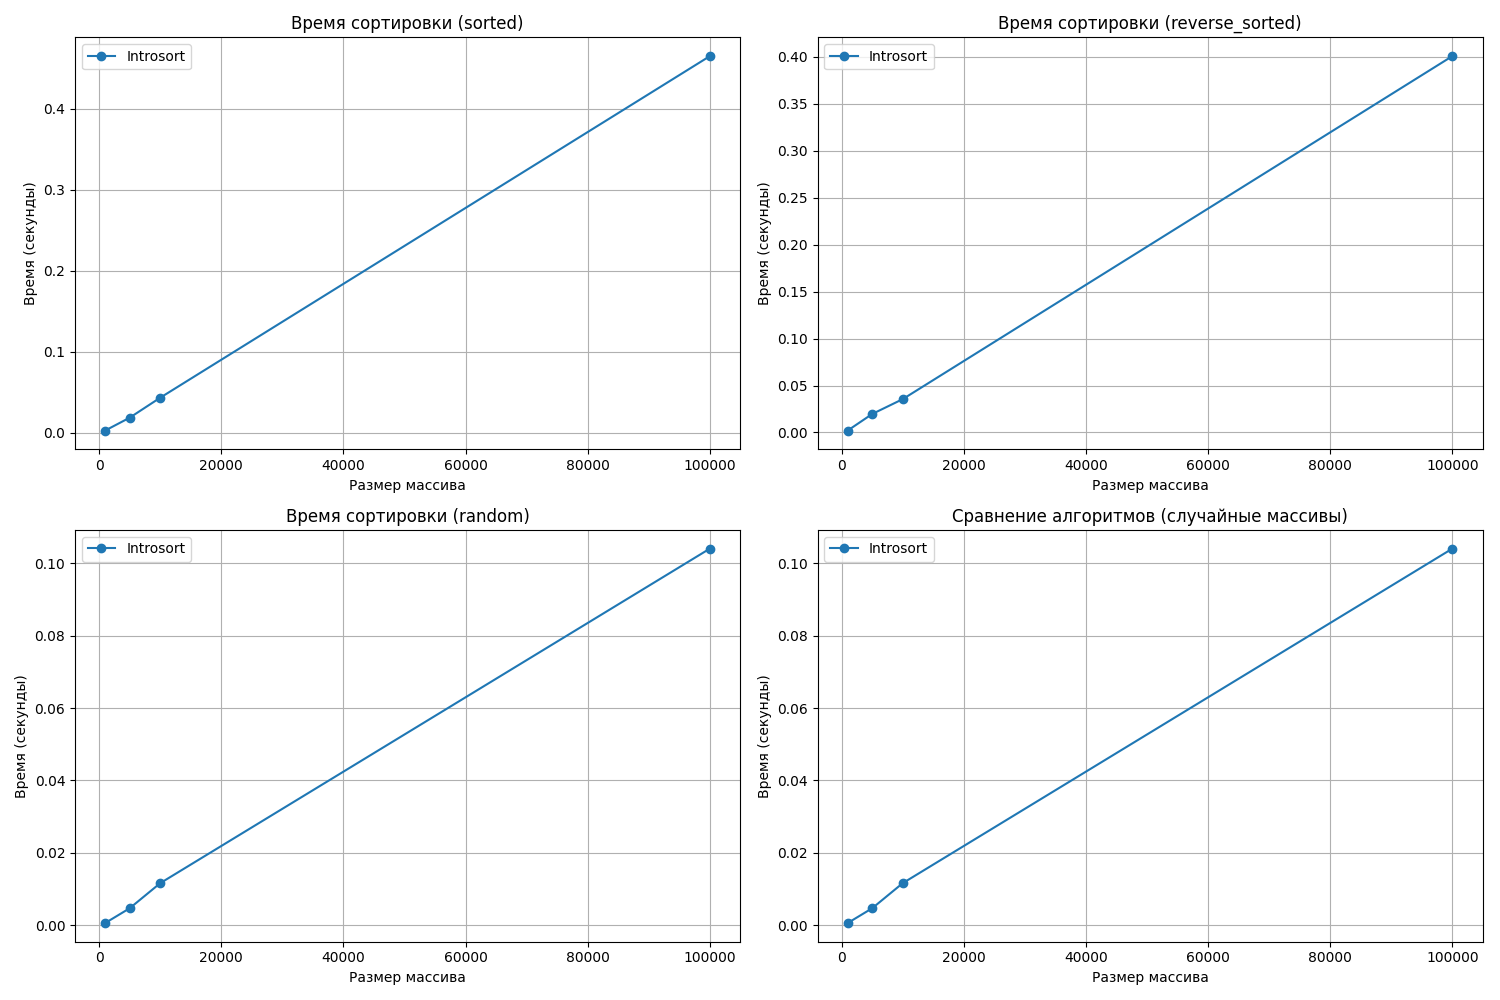 Время сортировки (sorted)
Introsort
Время (секунды)
0.4
0.3
0.2
0.1
0.0
0 20000 40000 60000 80000 100000
Размер массива
Время сортировки (reverse_sorted)
Introsort
Время (секунды)
0.40
0.35
0.30
0.25
0.20
0.15
0.10
0.05
0.00
0 20000 40000 60000 80000 100000
Размер массива
Время сортировки (random)
Introsort
Время (секунды)
0.10
0.08
0.06
0.04
0.02
0.00
0 20000 40000 60000 80000 100000
Размер массива
Сравнение алгоритмов (случайные массивы)
Introsort
Время (секунды)
0.10
0.08
0.06
0.04
0.02
0.00
0 20000 40000 60000 80000 100000
Размер массива